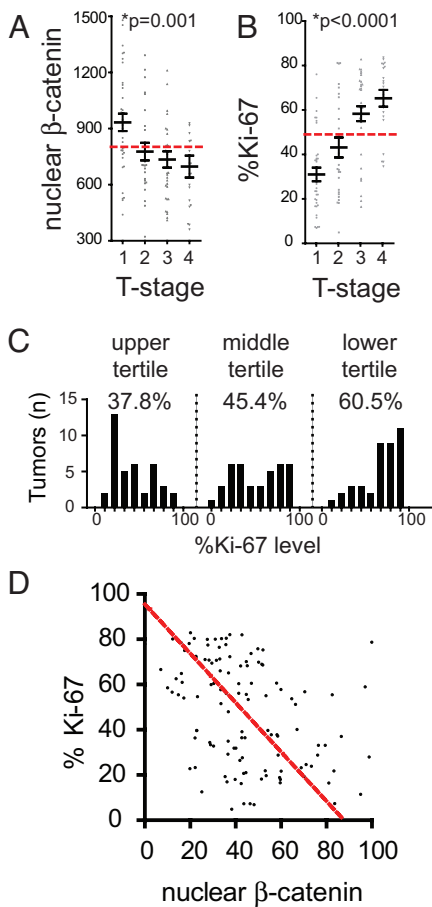 A
*p=0.001
nuclear β-catenin
1500
1200
900
600
300
1 2 3 4
T-stage
B
*p<0.0001
%Ki-67
100
80
60
40
20
0
1 2 3 4
T-stage
C
upper tertile
37.8%
middle tertile
45.4%
lower tertile
60.5%
Tumors (n)
15
10
5
0
0 100 0 100 0 100
%Ki-67 level
D
% Ki-67
100
80
60
40
20
0
0 20 40 60 80 100
nuclear β-catenin